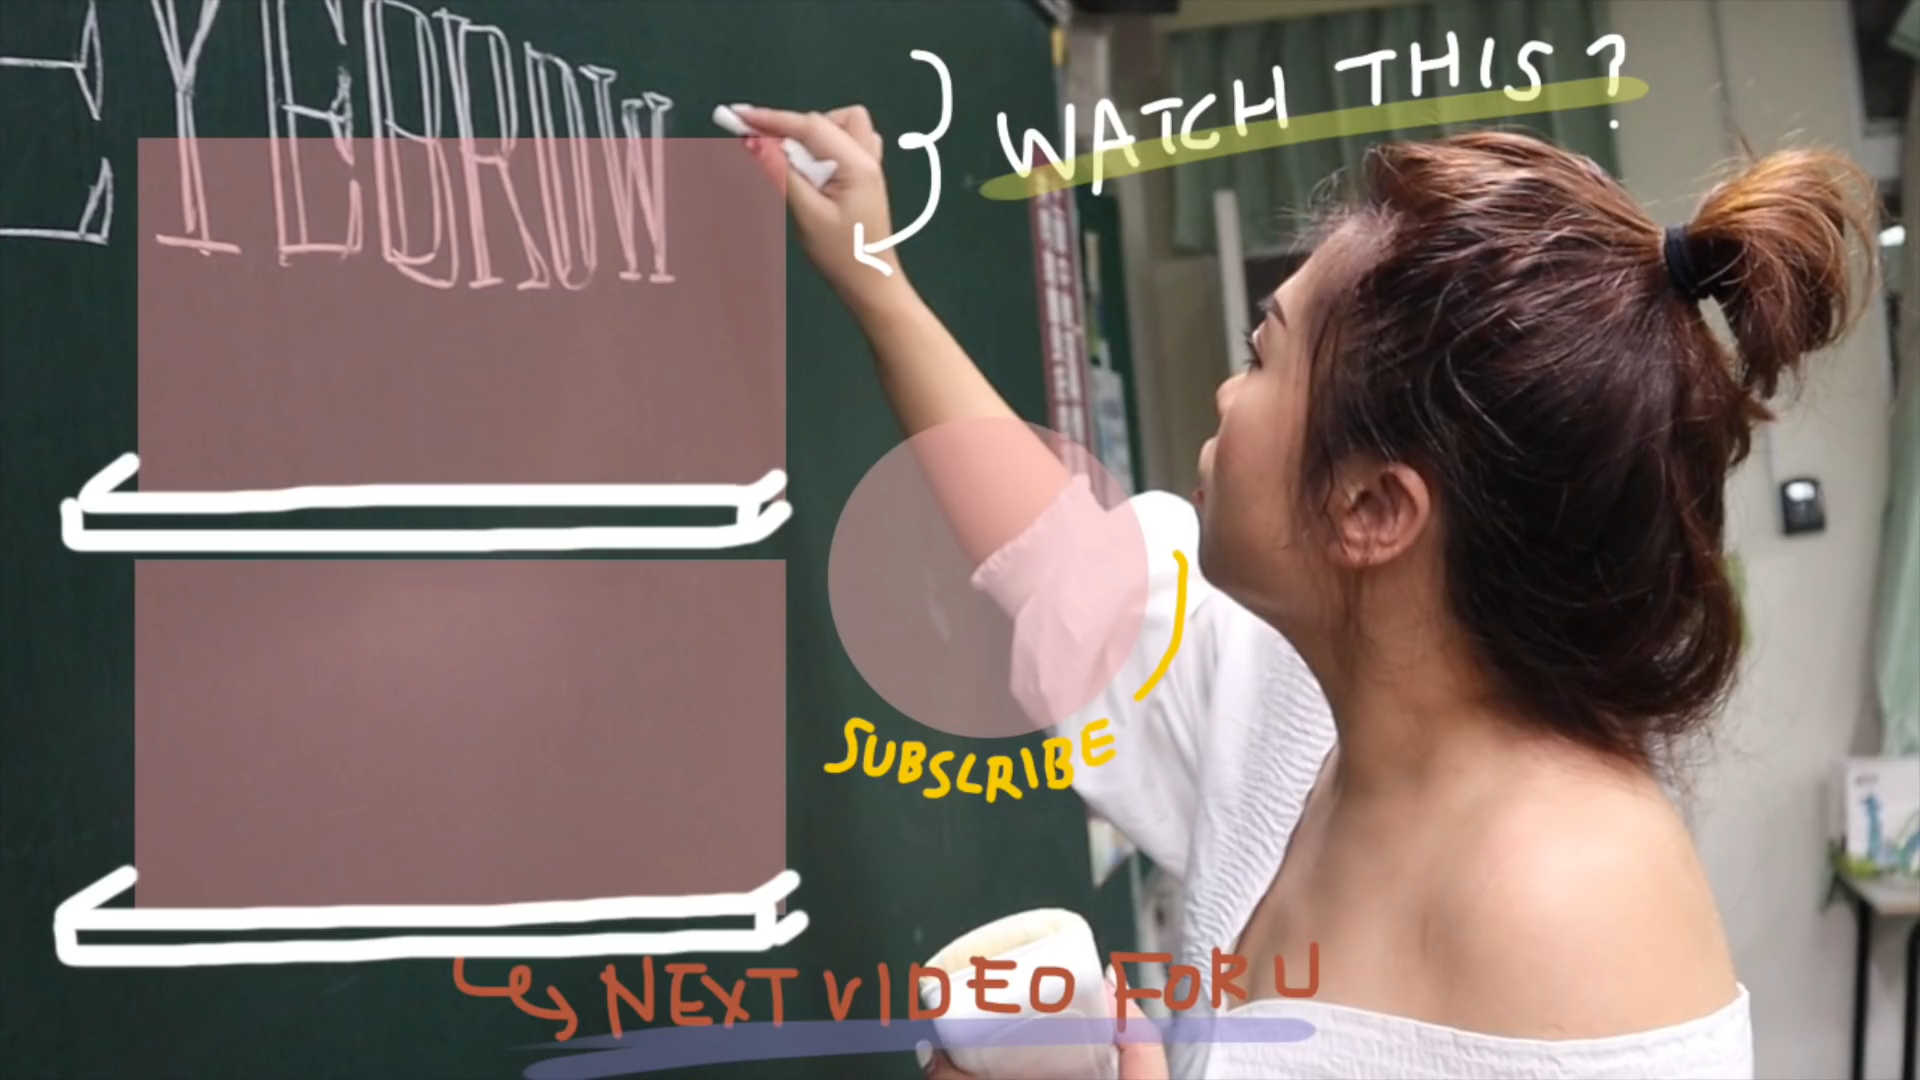 EYEBROW
WATCH THIS?
SUBSCRIBE
NEXT VIDEO FOR U